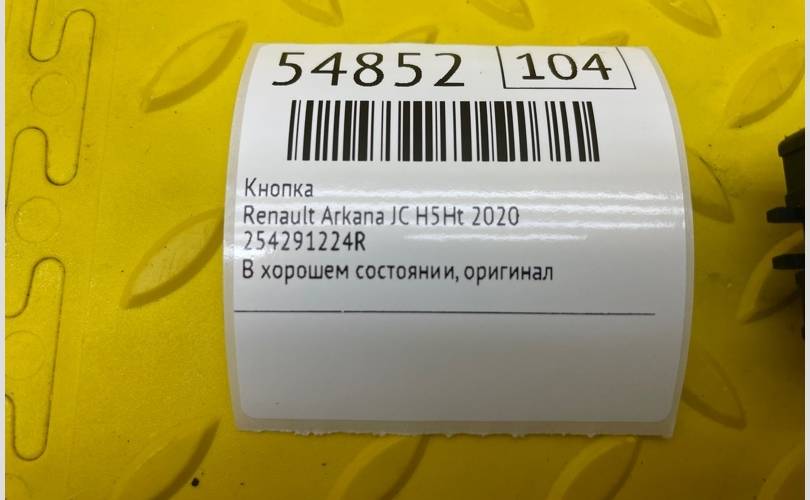 54852 104
Кнопка
Renault Arkana JC H5Ht 2020
254291224R
В хорошем состоянии, оригинал